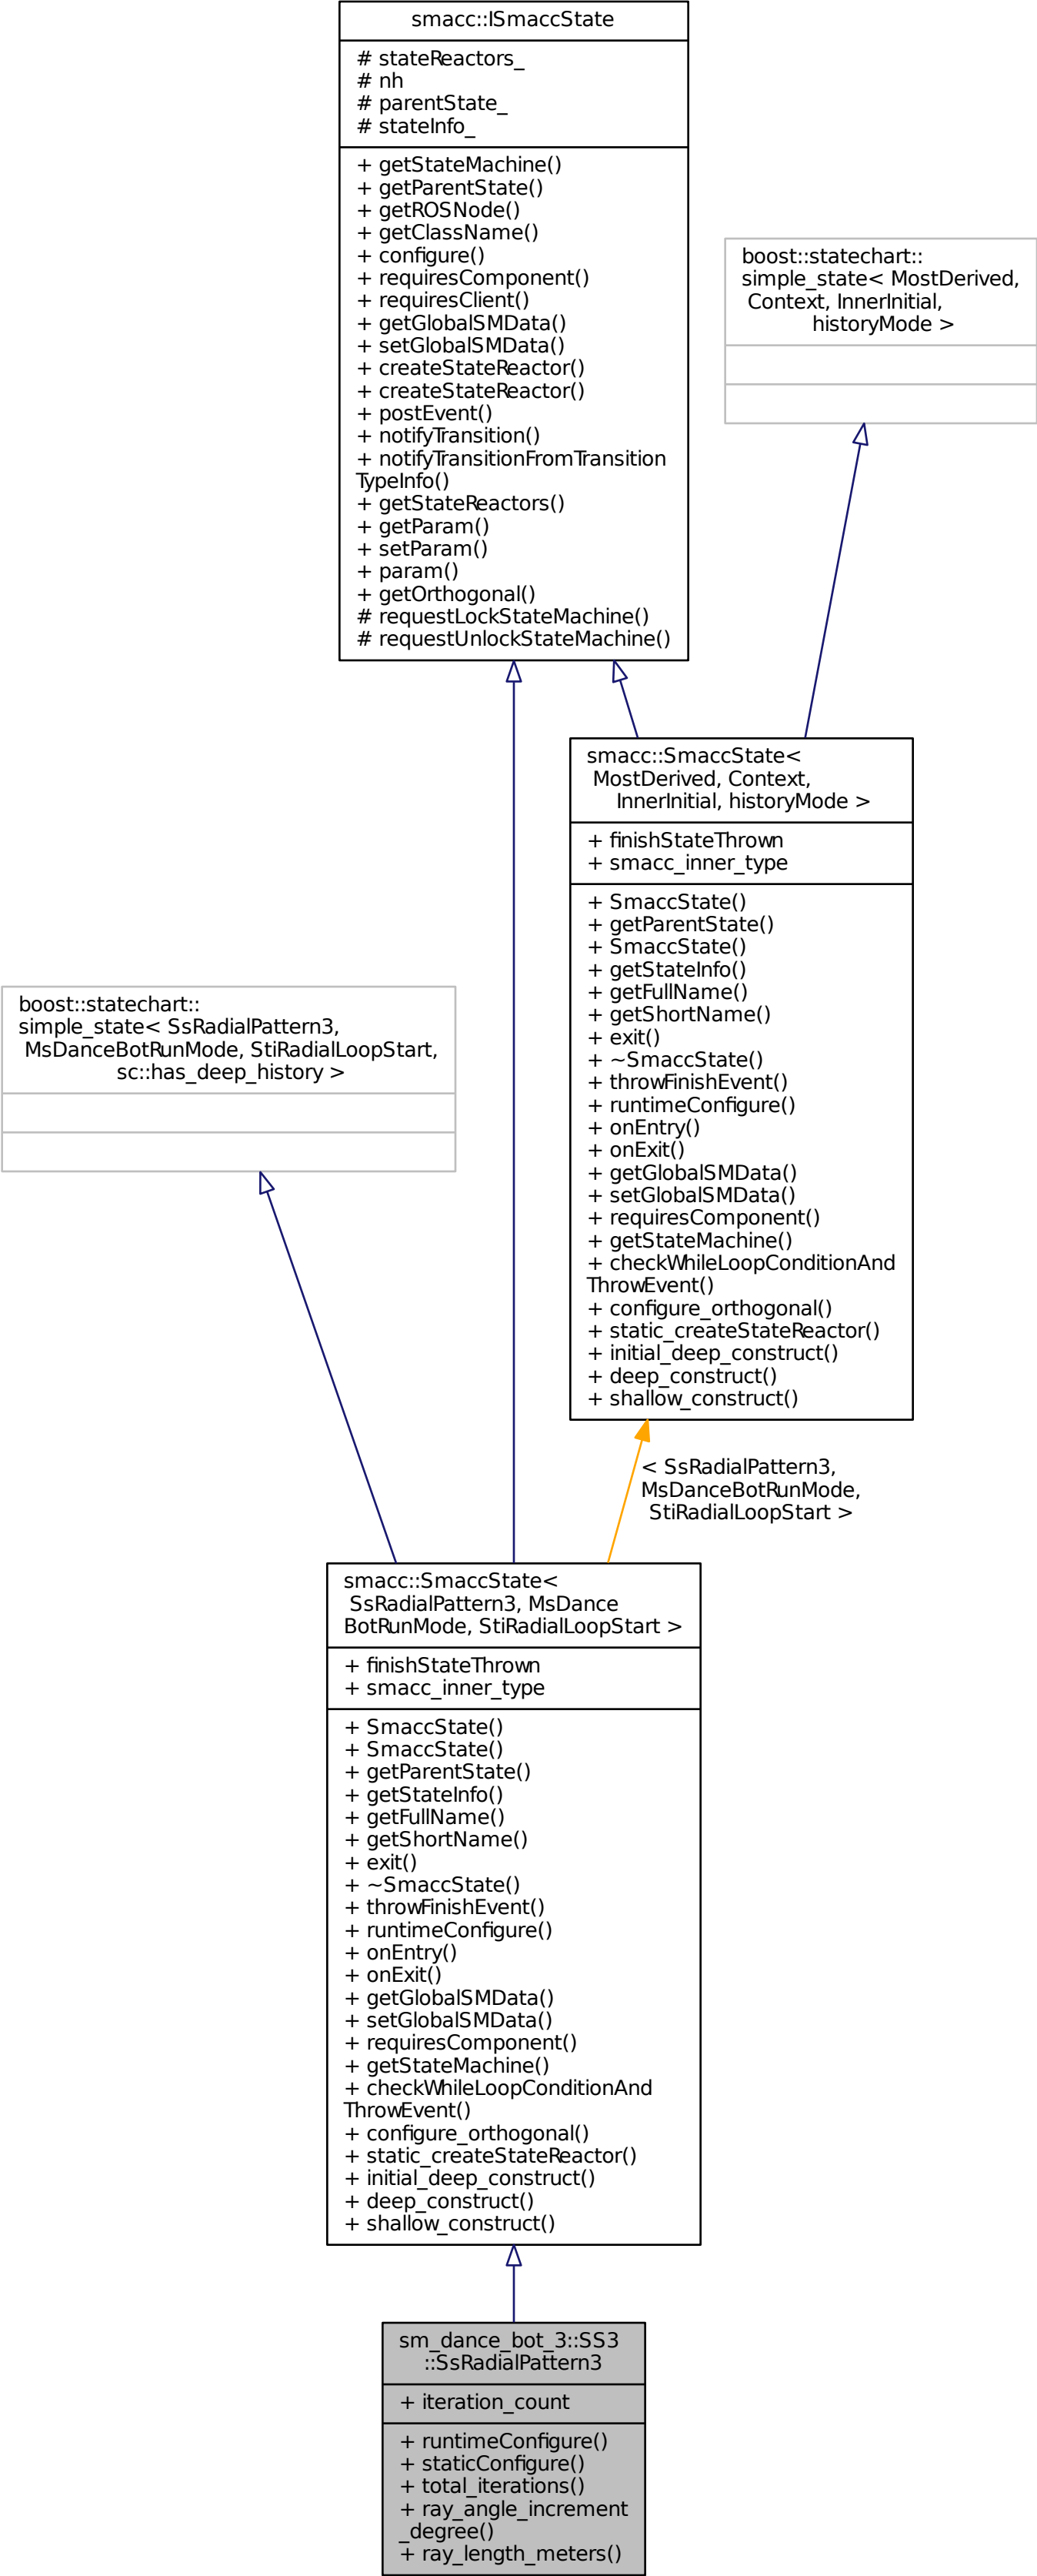 smacc::ISmaccState
# stateReactors_
# nh
# parentState_
# stateInfo_
+ getStateMachine()
+ getParentState()
+ getROSNode()
+ getClassName()
+ configure()
+ requiresComponent()
+ requiresClient()
+ getGlobalSMData()
+ setGlobalSMData()
+ createStateReactor()
+ createStateReactor()
+ postEvent()
+ notifyTransition()
+ notifyTransitionFromTransition
TypeInfo()
+ getStateReactors()
+ getParam()
+ setParam()
+ param()
+ getOrthogonal()
# requestLockStateMachine()
# requestUnlockStateMachine()
boost::statechart::
simple_state< MostDerived,
Context, InnerInitial,
historyMode >
smacc::SmaccState<
MostDerived, Context,
InnerInitial, historyMode >
+ finishStateThrown
+ smacc_inner_type
+ SmaccState()
+ getParentState()
+ SmaccState()
+ getStateInfo()
+ getFullName()
+ getShortName()
+ exit()
+ ~SmaccState()
+ throwFinishEvent()
+ runtimeConfigure()
+ onEntry()
+ onExit()
+ getGlobalSMData()
+ setGlobalSMData()
+ requiresComponent()
+ getStateMachine()
+ checkWhileLoopConditionAnd
ThrowEvent()
+ configure_orthogonal()
+ static_createStateReactor()
+ initial_deep_construct()
+ deep_construct()
+ shallow_construct()
boost::statechart::
simple_state< SsRadialPattern3,
MsDanceBotRunMode, StiRadialLoopStart,
sc::has_deep_history >
< SsRadialPattern3,
MsDanceBotRunMode,
StiRadialLoopStart >
smacc::SmaccState<
SsRadialPattern3, MsDance
BotRunMode, StiRadialLoopStart >
+ finishStateThrown
+ smacc_inner_type
+ SmaccState()
+ SmaccState()
+ getParentState()
+ getStateInfo()
+ getFullName()
+ getShortName()
+ exit()
+ ~SmaccState()
+ throwFinishEvent()
+ runtimeConfigure()
+ onEntry()
+ onExit()
+ getGlobalSMData()
+ setGlobalSMData()
+ requiresComponent()
+ getStateMachine()
+ checkWhileLoopConditionAnd
ThrowEvent()
+ configure_orthogonal()
+ static_createStateReactor()
+ initial_deep_construct()
+ deep_construct()
+ shallow_construct()
sm_dance_bot_3::SS3
::SsRadialPattern3
+ iteration_count
+ runtimeConfigure()
+ staticConfigure()
+ total_iterations()
+ ray_angle_increment
_degree()
+ ray_length_meters()